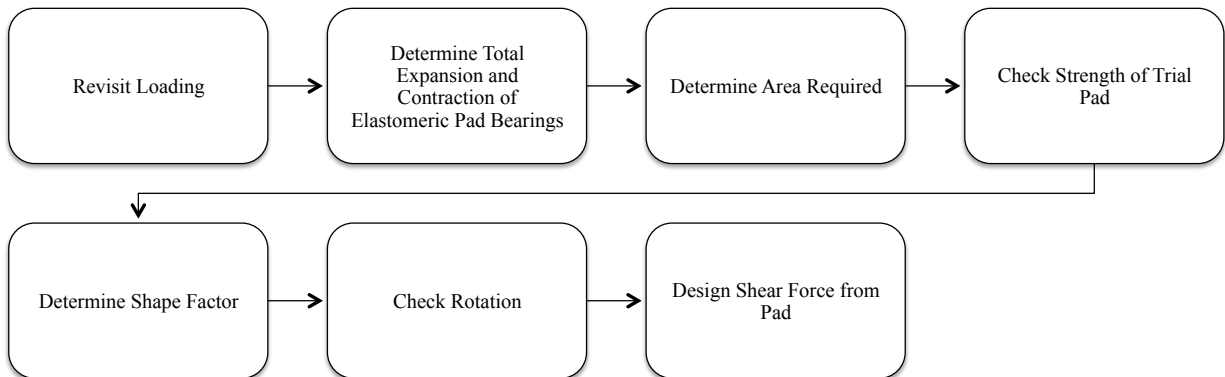 Revisit Loading
Determine Total
Expansion and
Contraction of
Elastomeric Pad Bearings
Determine Area Required
Check Strength of Trial
Pad
Determine Shape Factor
Check Rotation
Design Shear Force from
Pad